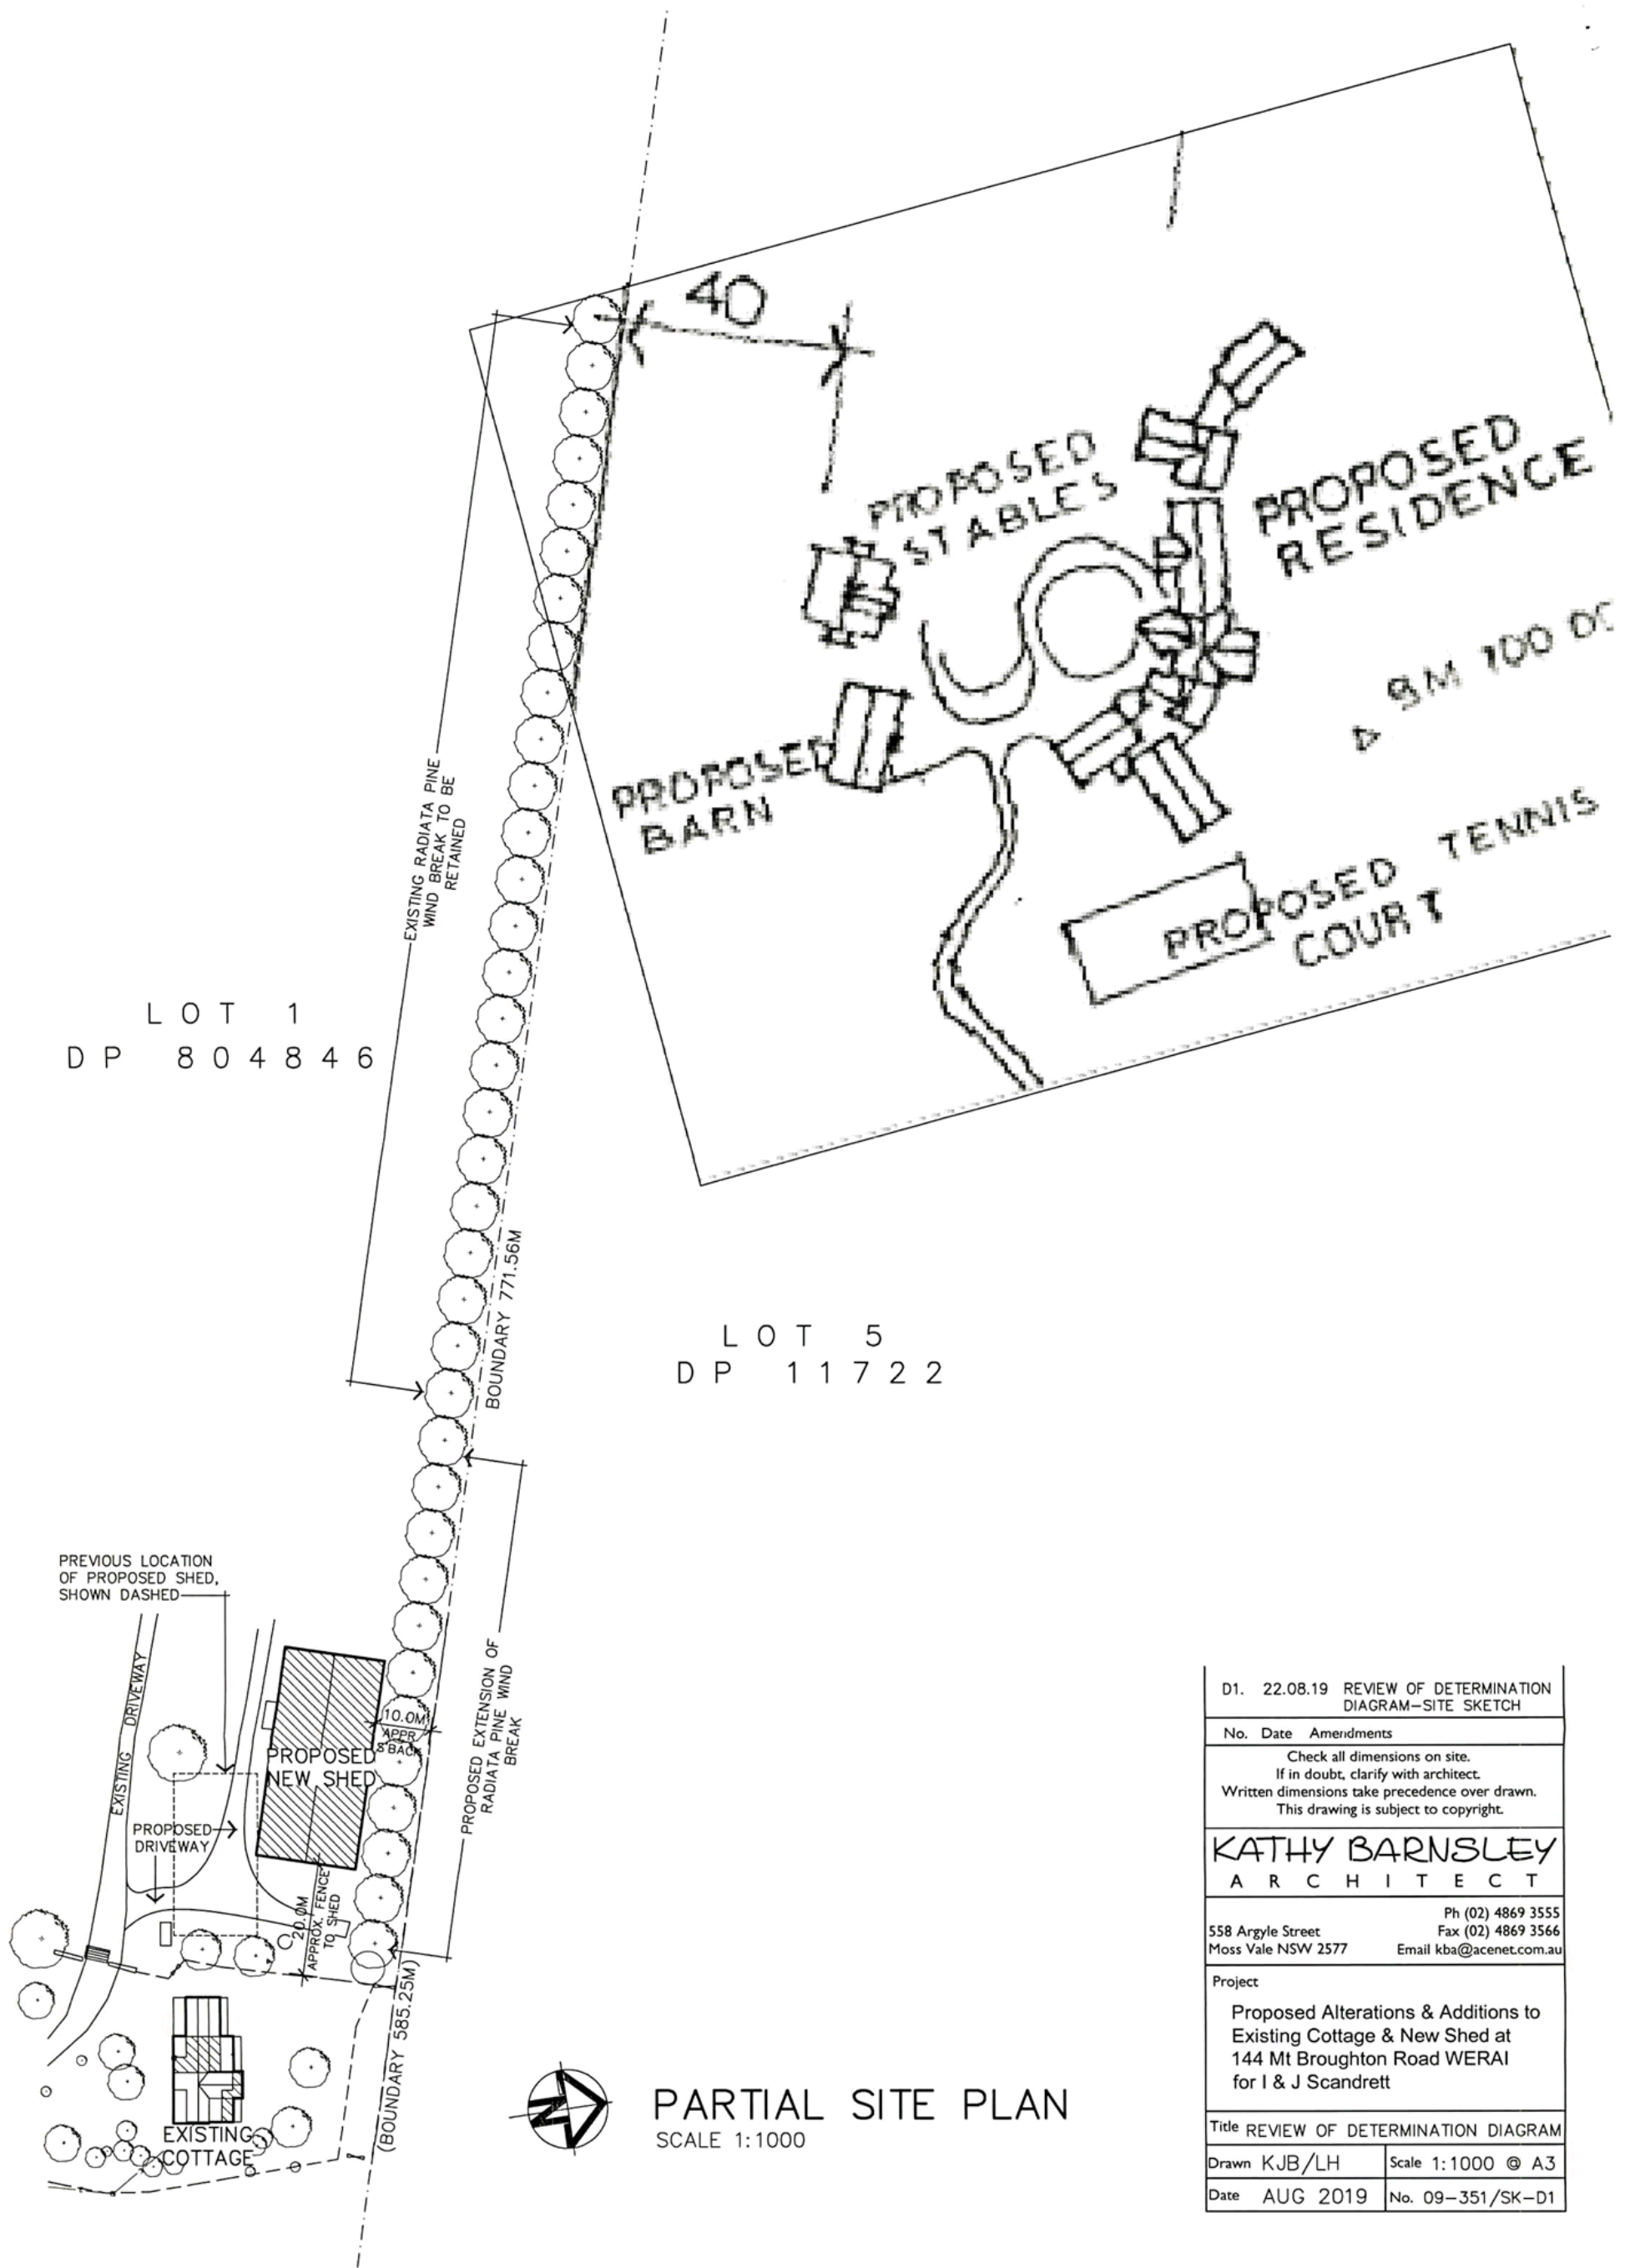 40
PROPOSED
STABLES
PROPOSED
RESIDENCE
BM 100 00
PROPOSED
BARN
PROPOSED TENNIS
COURT
EXISTING RADIATA PINE
WIND BREAK TO BE
RETAINED
LOT 1
DP 804846
BOUNDARY 771.56M
LOT 5
DP 11722
PREVIOUS LOCATION
OF PROPOSED SHED,
SHOWN DASHED
EXISTING DRIVEWAY
PROPOSED EXTENSION OF
RADIATA PINE WIND
BREAK
10.0M
APPR
S'BACK
PROPOSED
NEW SHED
PROPOSED
DRIVEWAY
20.0M
APPROX. FENCE
TO SHED
(BOUNDARY 585.25M)
EXISTING
COTTAGE
N
PARTIAL SITE PLAN
SCALE 1:1000
D1. 22.08.19 REVIEW OF DETERMINATION
DIAGRAM-SITE SKETCH
No. Date Amendments
Check all dimensions on site.
If in doubt, clarify with architect.
Written dimensions take precedence over drawn.
This drawing is subject to copyright.
KATHY BARNSLEY
ARCHITECT
Ph (02) 4869 3555
558 Argyle Street Fax (02) 4869 3566
Moss Vale NSW 2577 Email kba@acenet.com.au
Project
Proposed Alterations & Additions to
Existing Cottage & New Shed at
144 Mt Broughton Road WERAI
for I & J Scandrett
Title REVIEW OF DETERMINATION DIAGRAM
Drawn KJB/LH Scale 1:1000 @ A3
Date AUG 2019 No. 09-351/SK-D1